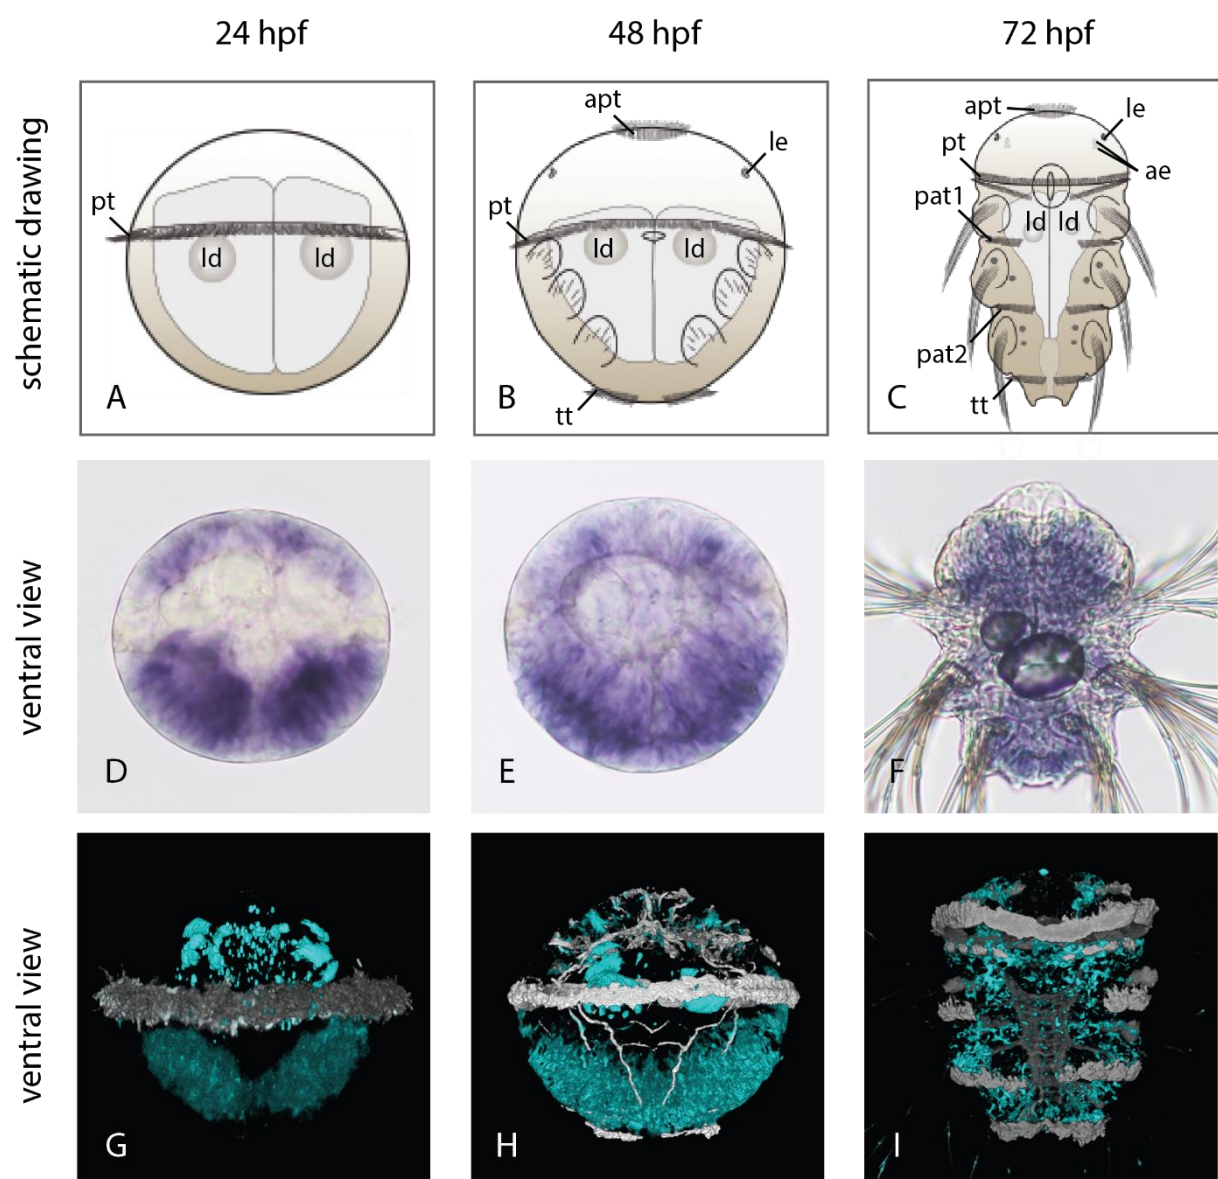 24 hpf
48 hpf
72 hpf
schematic drawing
pt
ld
ld
A
apt
le
pt
ld
ld
tt
B
apt
le
pt
ae
pat1
ld
ld
pat2
tt
C
ventral view
D
E
F
ventral view
G
H
I